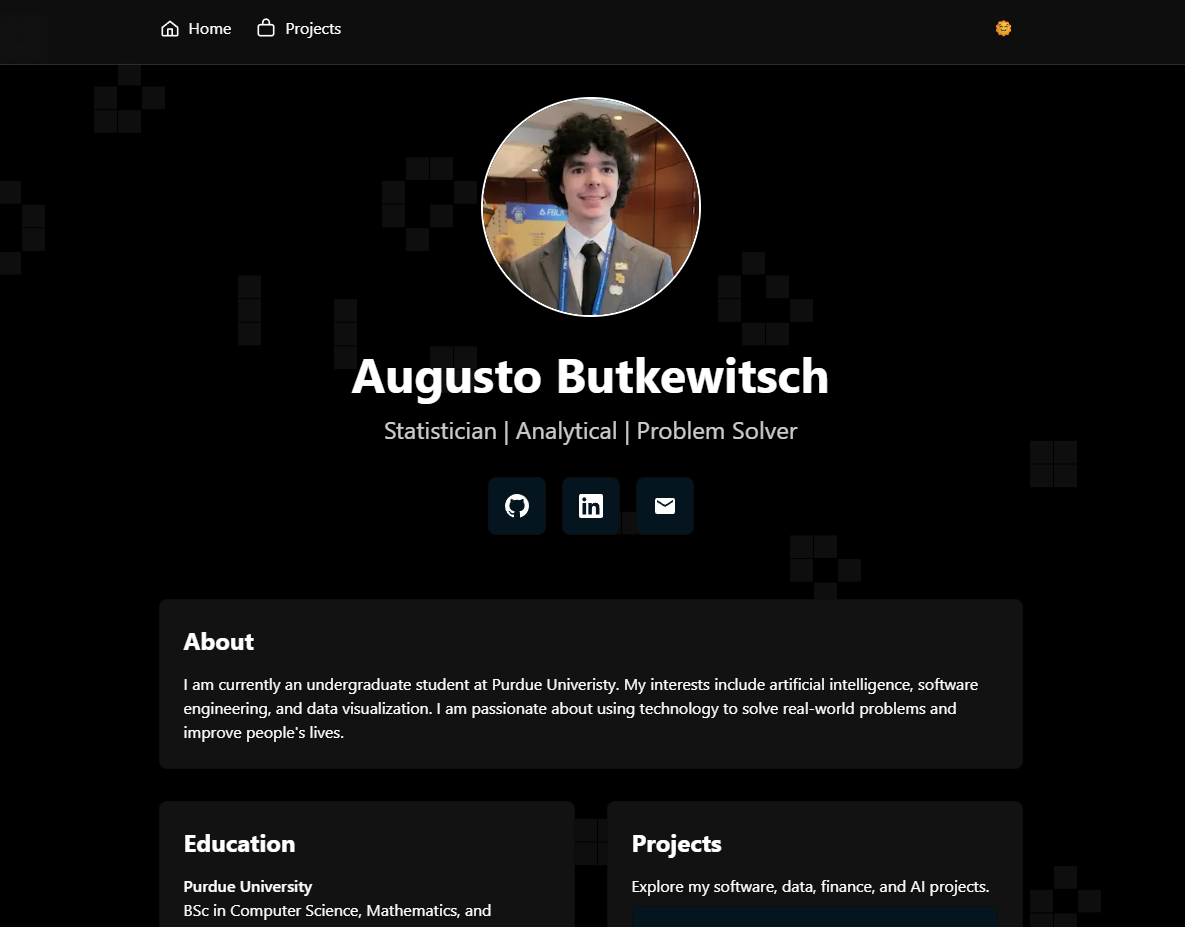 Home
Projects
FBLA
Augusto Butkewitsch
Statistician | Analytical | Problem Solver
in
About
I am currently an undergraduate student at Purdue Univeristy. My interests include artificial intelligence, software
engineering, and data visualization. I am passionate about using technology to solve real-world problems and
improve people's lives.
Education
Purdue University
BSc in Computer Science, Mathematics, and
Projects
Explore my software, data, finance, and AI projects.